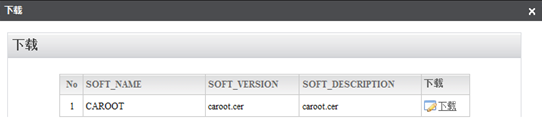 下载
下载
No SOFT_NAME SOFT_VERSION SOFT_DESCRIPTION 下载
1 CAROOT caroot.cer caroot.cer 下载